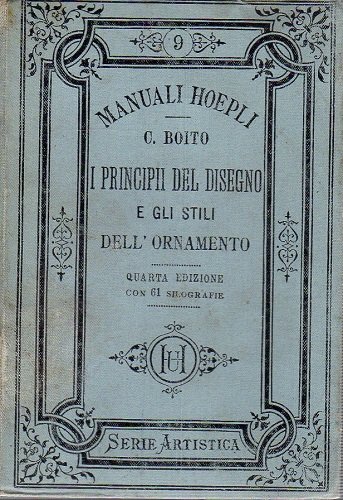 9
MANUALI HOEPLI
C. BOITO
I PRINCIPII DEL DISEGNO
E GLI STILI
DELL'ORNAMENTO
QUARTA EDIZIONE
CON 61 SILOGRAFIE
UH
SERIE ARTISTICA